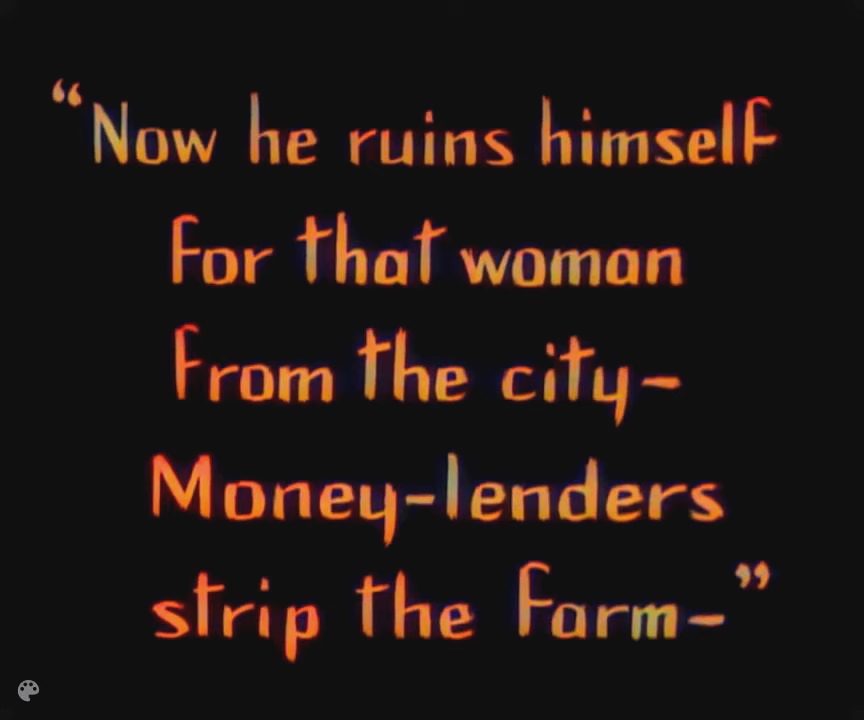 “Now he ruins himself
for that woman
from the city–
Money-lenders
strip the farm–”